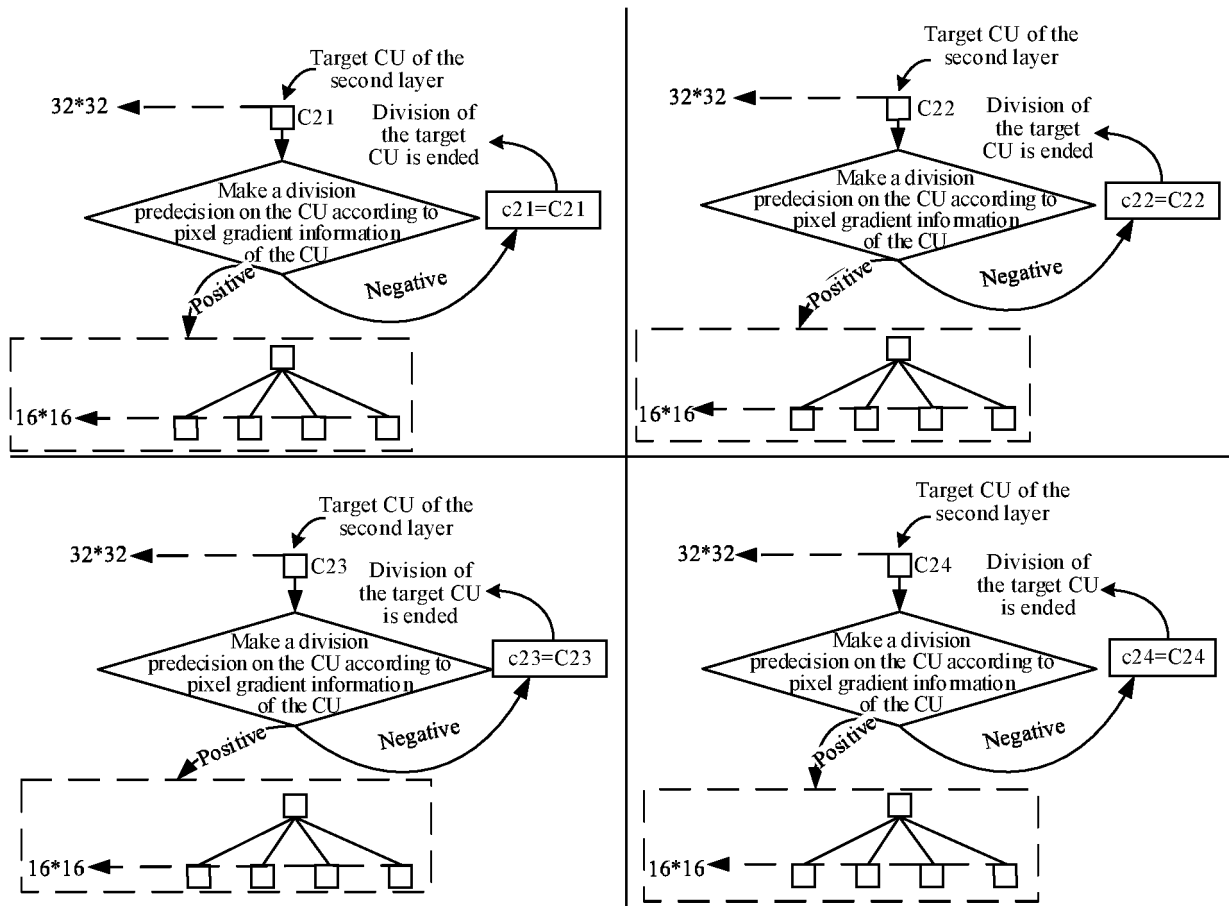 Target CU of the
second layer
32*32
C21
Division of
the target
CU is ended
Make a division
predecision on the CU according to
pixel gradient information
of the CU
c21=C21
Positive
Negative
16*16
Target CU of the
second layer
32*32
C22
Division of
the target
CU is ended
Make a division
predecision on the CU according to
pixel gradient information
of the CU
c22=C22
Positive
Negative
16*16
Target CU of the
second layer
32*32
C23
Division of
the target CU
is ended
Make a division
predecision on the CU according to
pixel gradient information
of the CU
c23=C23
Positive
Negative
16*16
Target CU of the
second layer
32*32
C24
Division of
the target CU
is ended
Make a division
predecision on the CU according to
pixel gradient information
of the CU
c24=C24
Positive
Negative
16*16